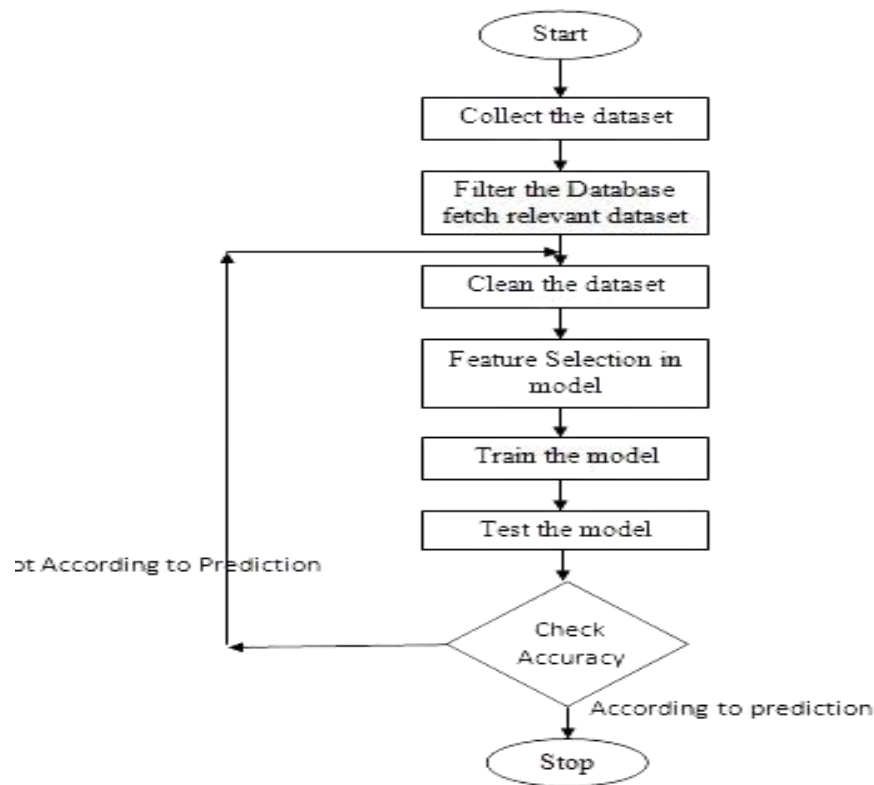 Start
Collect the dataset
Filter the Database
fetch relevant dataset
Clean the dataset
Feature Selection in
model
Train the model
Test the model
According to Prediction
Check
Accuracy
According to prediction
Stop